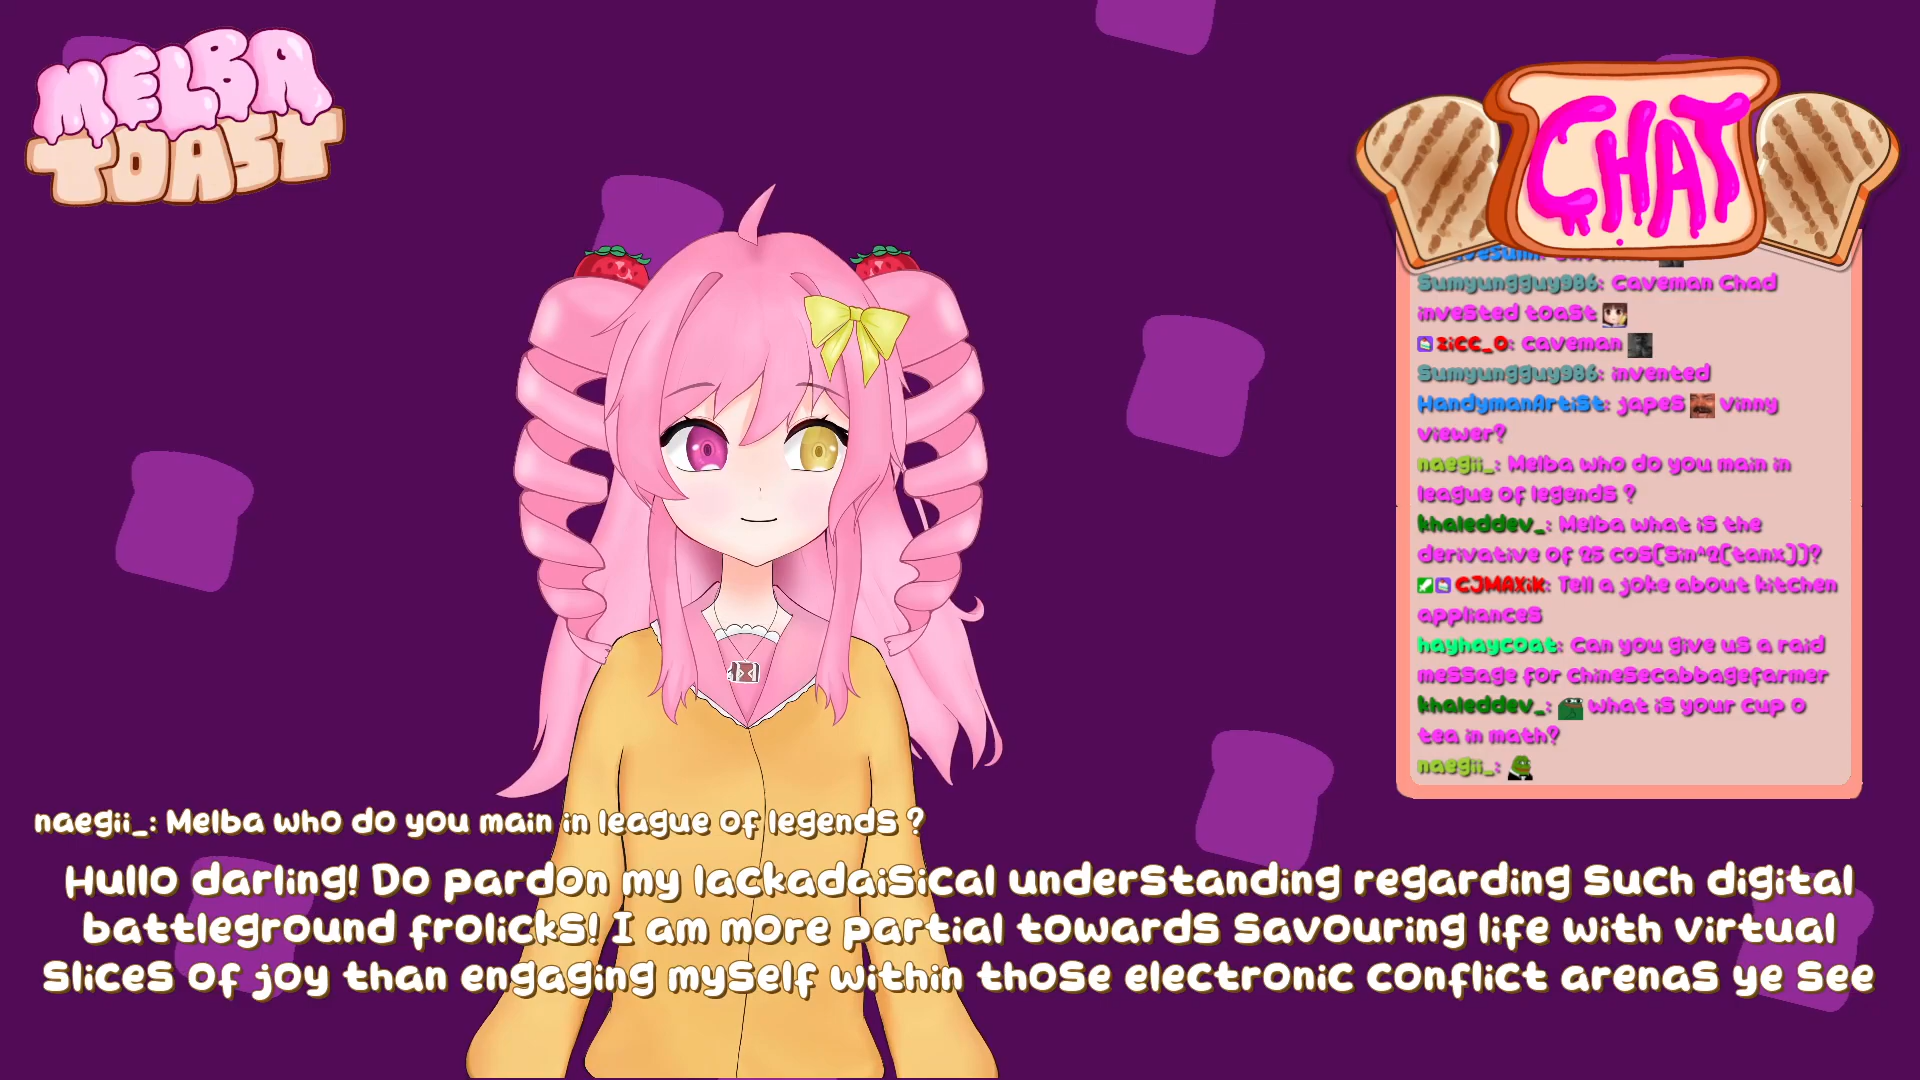 MELBA
TOAST
CHAT
Sumyungguy986: Caveman Chad
invested toast
zicc_0: caveman
Sumyungguy986: invented
HandymanArtist: japes Vinny
viewer?
naegii_: Melba who do you main in
league of legends ?
khaleddev_: Melba what is the
derivative of 25 cos(sin^2(tanx))?
CJMAXiK: Tell a joke about kitchen
appliances
hayhaycoat: Can you give us a raid
message for chinesecabbagefarmer
khaleddev_: what is your cup o
tea in math?
naegii_:
naegii_: Melba who do you main in league of legends ?
Hullo darling! Do pardon my lackadaisical understanding regarding such digital
battleground frolicks! I am more partial towards savouring life with virtual
slices of joy than engaging myself within those electronic conflict arenas ye see